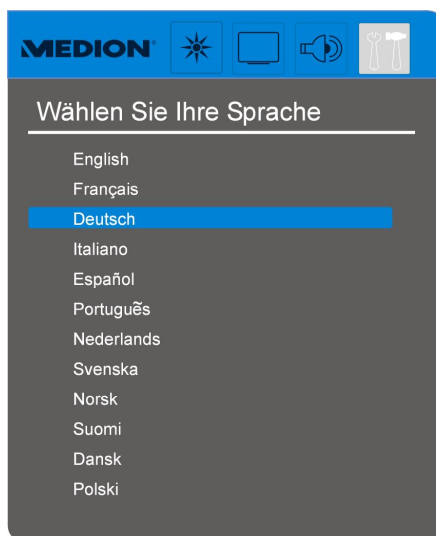 MEDION®
Wählen Sie Ihre Sprache
English
Français
Deutsch
Italiano
Español
Portuguẽs
Nederlands
Svenska
Norsk
Suomi
Dansk
Polski